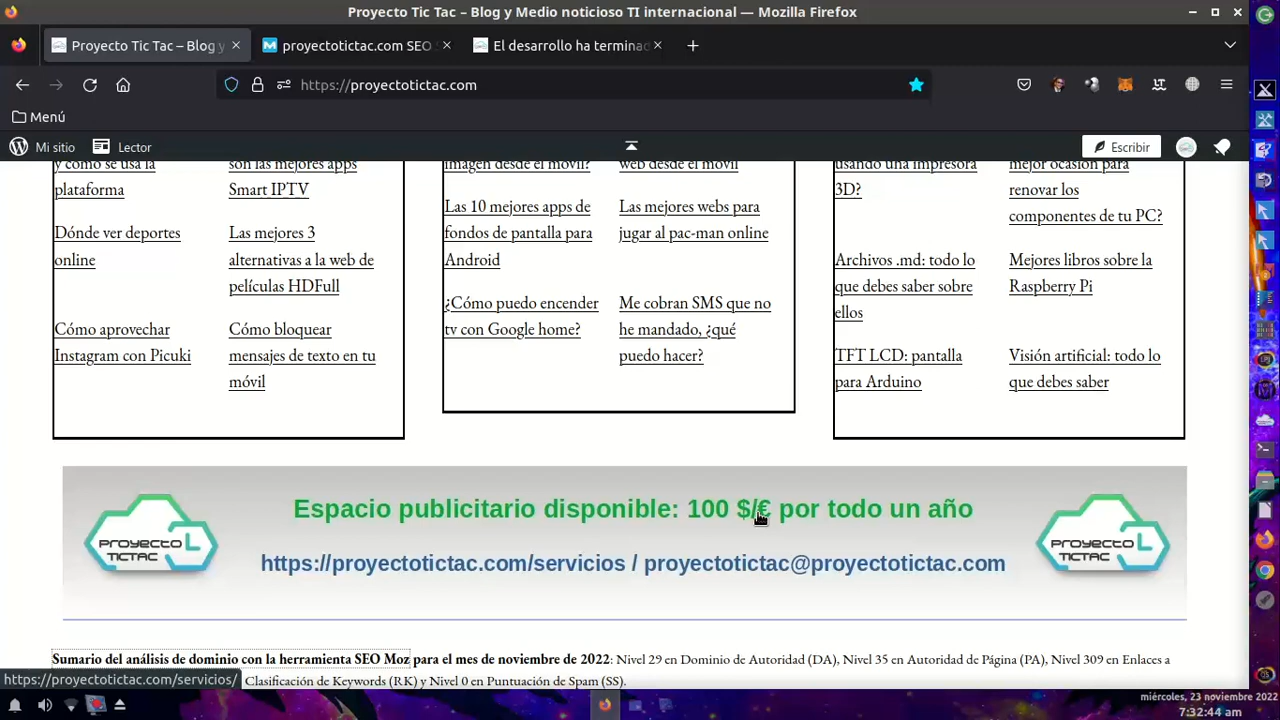 Proyecto Tic Tac – Blog y Medio noticioso TI internacional — Mozilla Firefox
Proyecto Tic Tac – Blog y
proyectotictac.com SEO
El desarrollo ha terminad
https://proyectotictac.com
Menú
Mi sitio
Lector
Escribir
y cómo se usa la
plataforma
Dónde ver deportes
online
Cómo aprovechar
Instagram con Picuki
son las mejores apps
Smart IPTV
Las mejores 3
alternativas a la web de
películas HDFull
Cómo bloquear
mensajes de texto en tu
móvil
imagen desde el móvil?
Las 10 mejores apps de
fondos de pantalla para
Android
¿Cómo puedo encender
tv con Google home?
web desde el móvil
Las mejores webs para
jugar al pac-man online
Me cobran SMS que no
he mandado, ¿qué
puedo hacer?
usando una impresora
3D?
Archivos .md: todo lo
que debes saber sobre
ellos
TFT LCD: pantalla
para Arduino
mejor ocasión para
renovar los
componentes de tu PC?
Mejores libros sobre la
Raspberry Pi
Visión artificial: todo lo
que debes saber
PROYECTO
TICTAC
Espacio publicitario disponible: 100 $/€ por todo un año
https://proyectotictac.com/servicios / proyectotictac@proyectotictac.com
PROYECTO
TICTAC
Sumario del análisis de dominio con la herramienta SEO Moz para el mes de noviembre de 2022: Nivel 29 en Dominio de Autoridad (DA), Nivel 35 en Autoridad de Página (PA), Nivel 309 en Enlaces a
https://proyectotictac.com/servicios/
Clasificación de Keywords (RK) y Nivel 0 en Puntuación de Spam (SS).
miércoles, 23 noviembre 2022
7:32:44 am